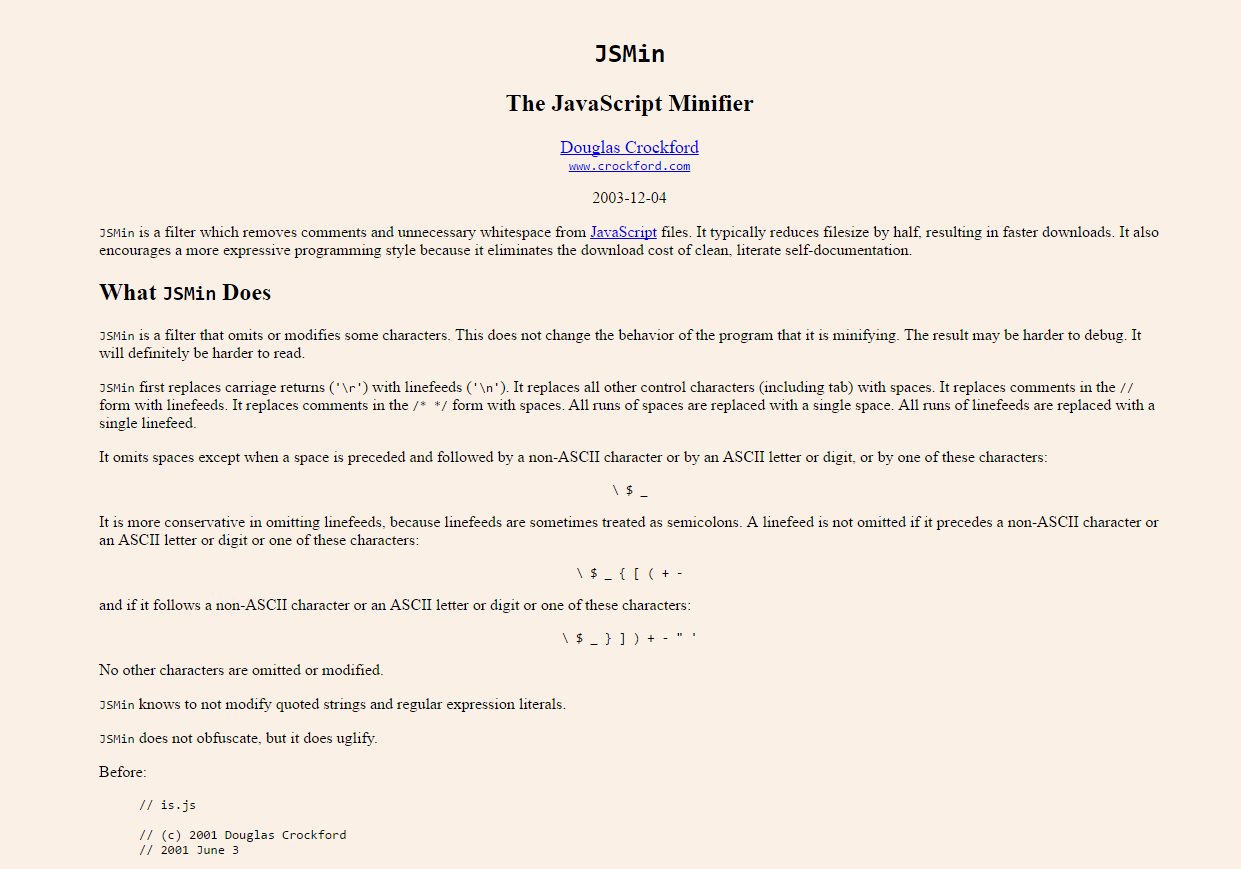 JSMin
The JavaScript Minifier
Douglas Crockford
www.crockford.com
2003-12-04
JSMin is a filter which removes comments and unnecessary whitespace from JavaScript files. It typically reduces filesize by half, resulting in faster downloads. It also
encourages a more expressive programming style because it eliminates the download cost of clean, literate self-documentation.
What JSMin Does
JSMin is a filter that omits or modifies some characters. This does not change the behavior of the program that it is minifying. The result may be harder to debug. It
will definitely be harder to read.
JSMin first replaces carriage returns ('\r') with linefeeds ('\n'). It replaces all other control characters (including tab) with spaces. It replaces comments in the //
form with linefeeds. It replaces comments in the /* */ form with spaces. All runs of spaces are replaced with a single space. All runs of linefeeds are replaced with a
single linefeed.
It omits spaces except when a space is preceded and followed by a non-ASCII character or by an ASCII letter or digit, or by one of these characters:
\ $ _
It is more conservative in omitting linefeeds, because linefeeds are sometimes treated as semicolons. A linefeed is not omitted if it precedes a non-ASCII character or
an ASCII letter or digit or one of these characters:
\ $ _ { [ ( + -
and if it follows a non-ASCII character or an ASCII letter or digit or one of these characters:
\ $ _ } ] ) + - " '
No other characters are omitted or modified.
JSMin knows to not modify quoted strings and regular expression literals.
JSMin does not obfuscate, but it does uglify.
Before:
// is.js
// (c) 2001 Douglas Crockford
// 2001 June 3